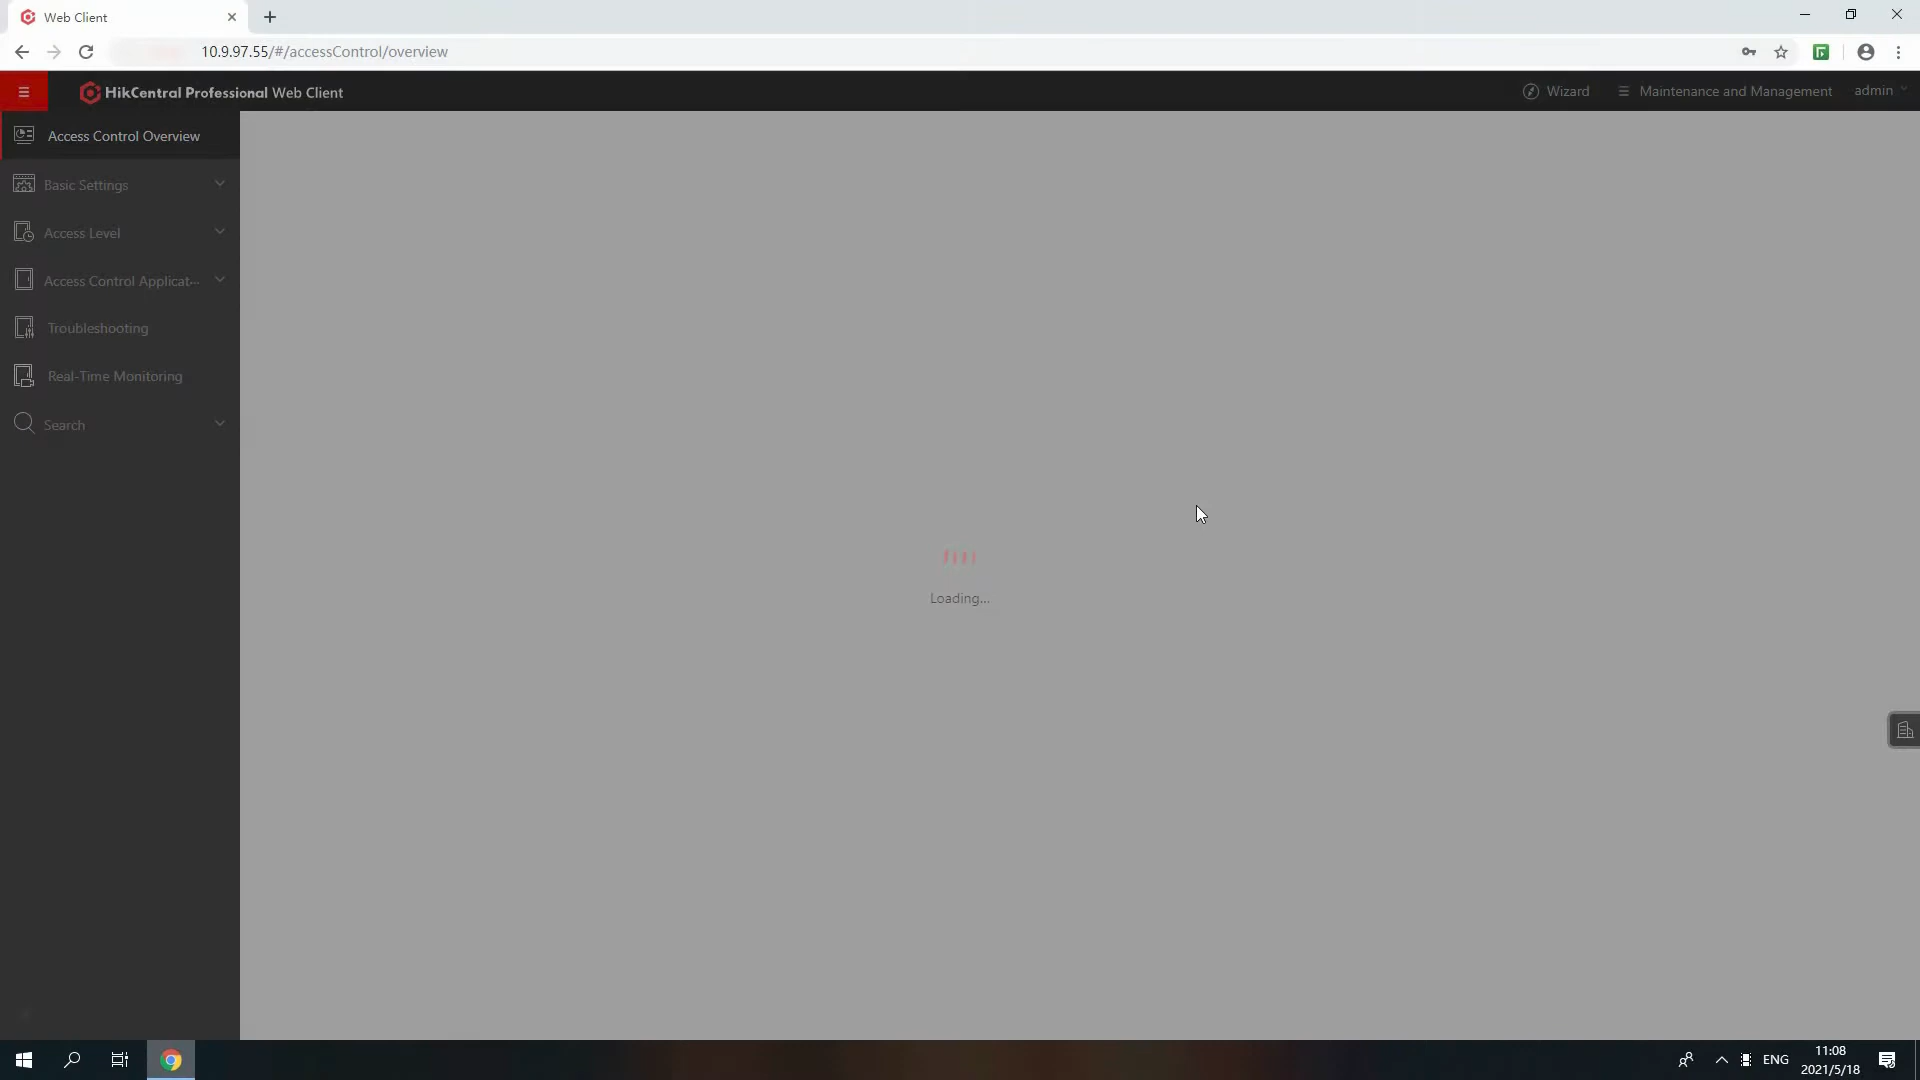 Web Client
10.9.97.55/#/accessControl/overview
HikCentral Professional Web Client
Wizard
Maintenance and Management
admin
Access Control Overview
Basic Settings
Access Level
Access Control Applicat...
Troubleshooting
Real-Time Monitoring
Search
Loading...
ENG
11:08
2021/5/18